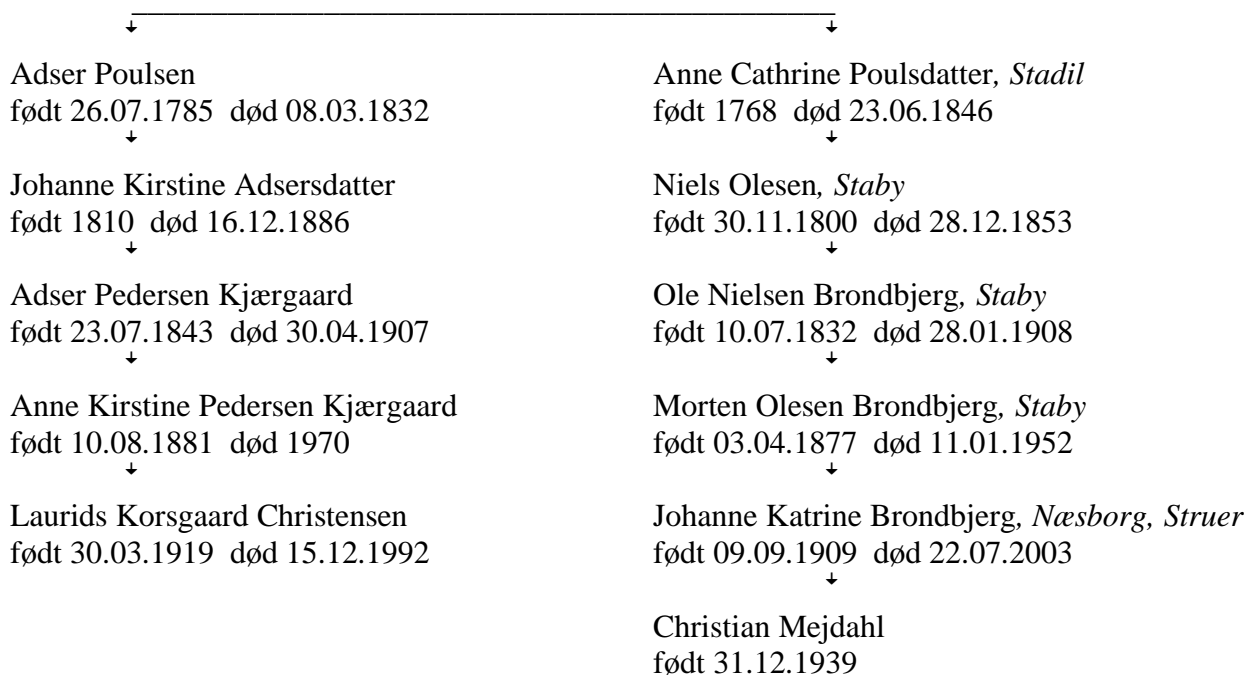 Adser Poulsen
født 26.07.1785 død 08.03.1832
Johanne Kirstine Adsersdatter
født 1810 død 16.12.1886
Adser Pedersen Kjærgaard
født 23.07.1843 død 30.04.1907
Anne Kirstine Pedersen Kjærgaard
født 10.08.1881 død 1970
Laurids Korsgaard Christensen
født 30.03.1919 død 15.12.1992
Anne Cathrine Poulsdatter, Stadil
født 1768 død 23.06.1846
Niels Olesen, Staby
født 30.11.1800 død 28.12.1853
Ole Nielsen Brondbjerg, Staby
født 10.07.1832 død 28.01.1908
Morten Olesen Brondbjerg, Staby
født 03.04.1877 død 11.01.1952
Johanne Katrine Brondbjerg, Næsborg, Struer
født 09.09.1909 død 22.07.2003
Christian Mejdahl
født 31.12.1939